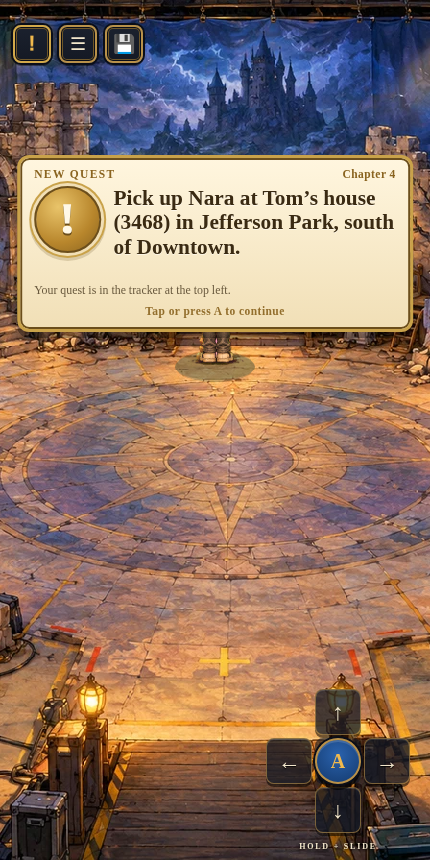 NEW QUEST
Chapter 4
Pick up Nara at Tom’s house
(3468) in Jefferson Park, south
of Downtown.
Your quest is in the tracker at the top left.
Tap or press A to continue
A
HOLD + SLIDE